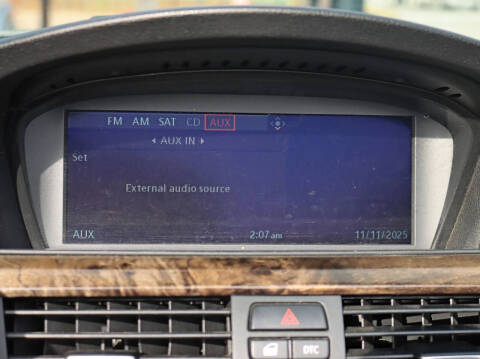 FM AM SAT CD AUX
AUX IN
Set
External audio source
AUX 2:07 am 11/11/2025
DTC